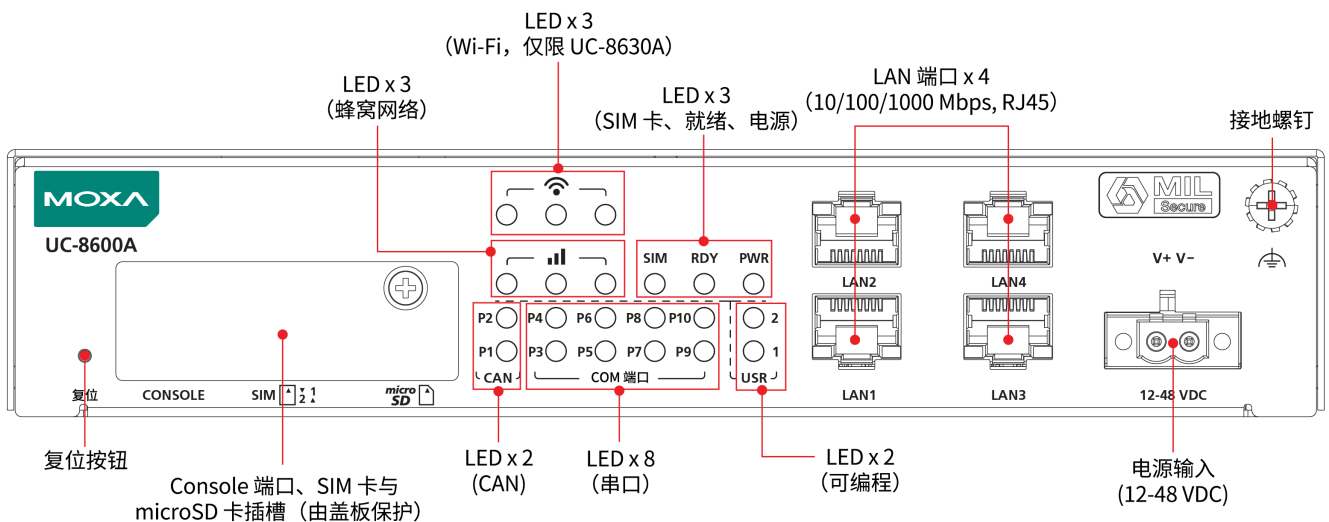 LED x 3
（Wi-Fi，仅限 UC-8630A）
LED x 3
（蜂窝网络）
LED x 3
（SIM 卡、就绪、电源）
LAN 端口 x 4
（10/100/1000 Mbps, RJ45）
接地螺钉
MOXA
UC-8600A
MIL
Secure
SIM RDY PWR
V+ V−
LAN2
LAN4
P2 P4 P6 P8 P10 2
P1 P3 P5 P7 P9 1
CAN COM 端口 USR
复位
CONSOLE
SIM 1
2
micro
SD
LAN1
LAN3
12-48 VDC
复位按钮
Console 端口、SIM 卡与
microSD 卡插槽（由盖板保护）
LED x 2
(CAN)
LED x 8
（串口）
LED x 2
（可编程）
电源输入
(12-48 VDC)